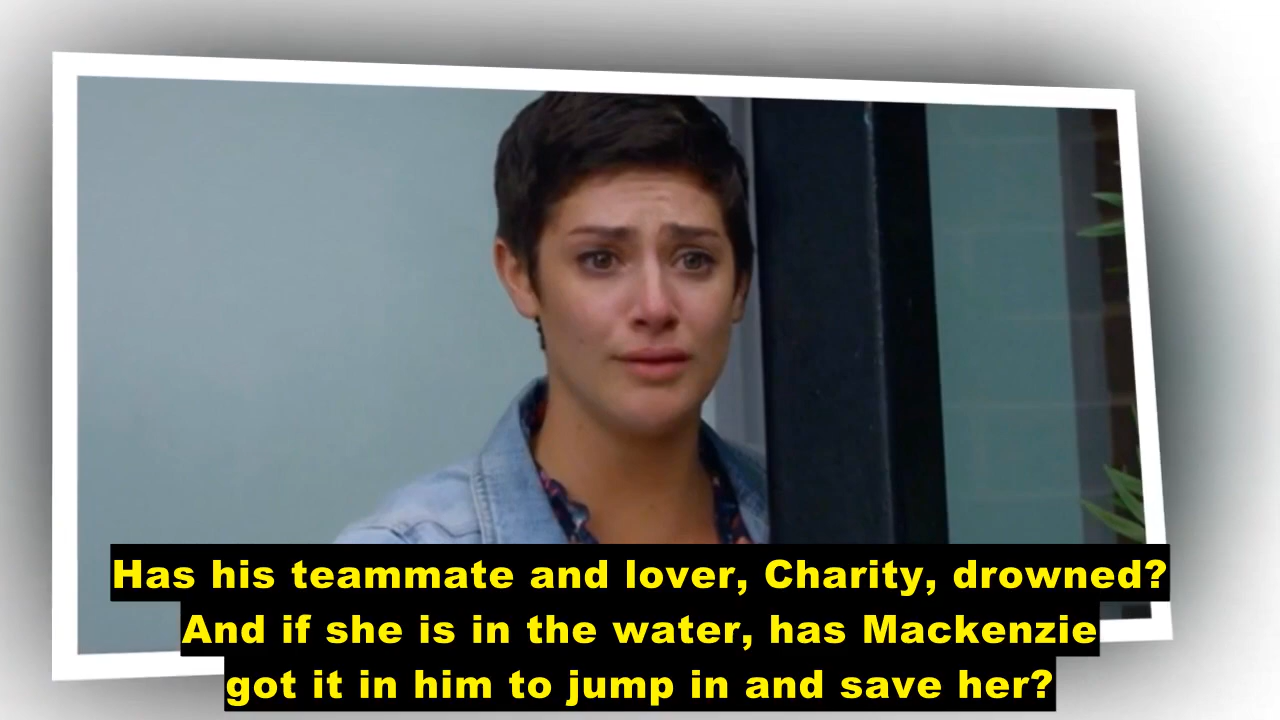 Has his teammate and lover, Charity, drowned?
And if she is in the water, has Mackenzie
got it in him to jump in and save her?